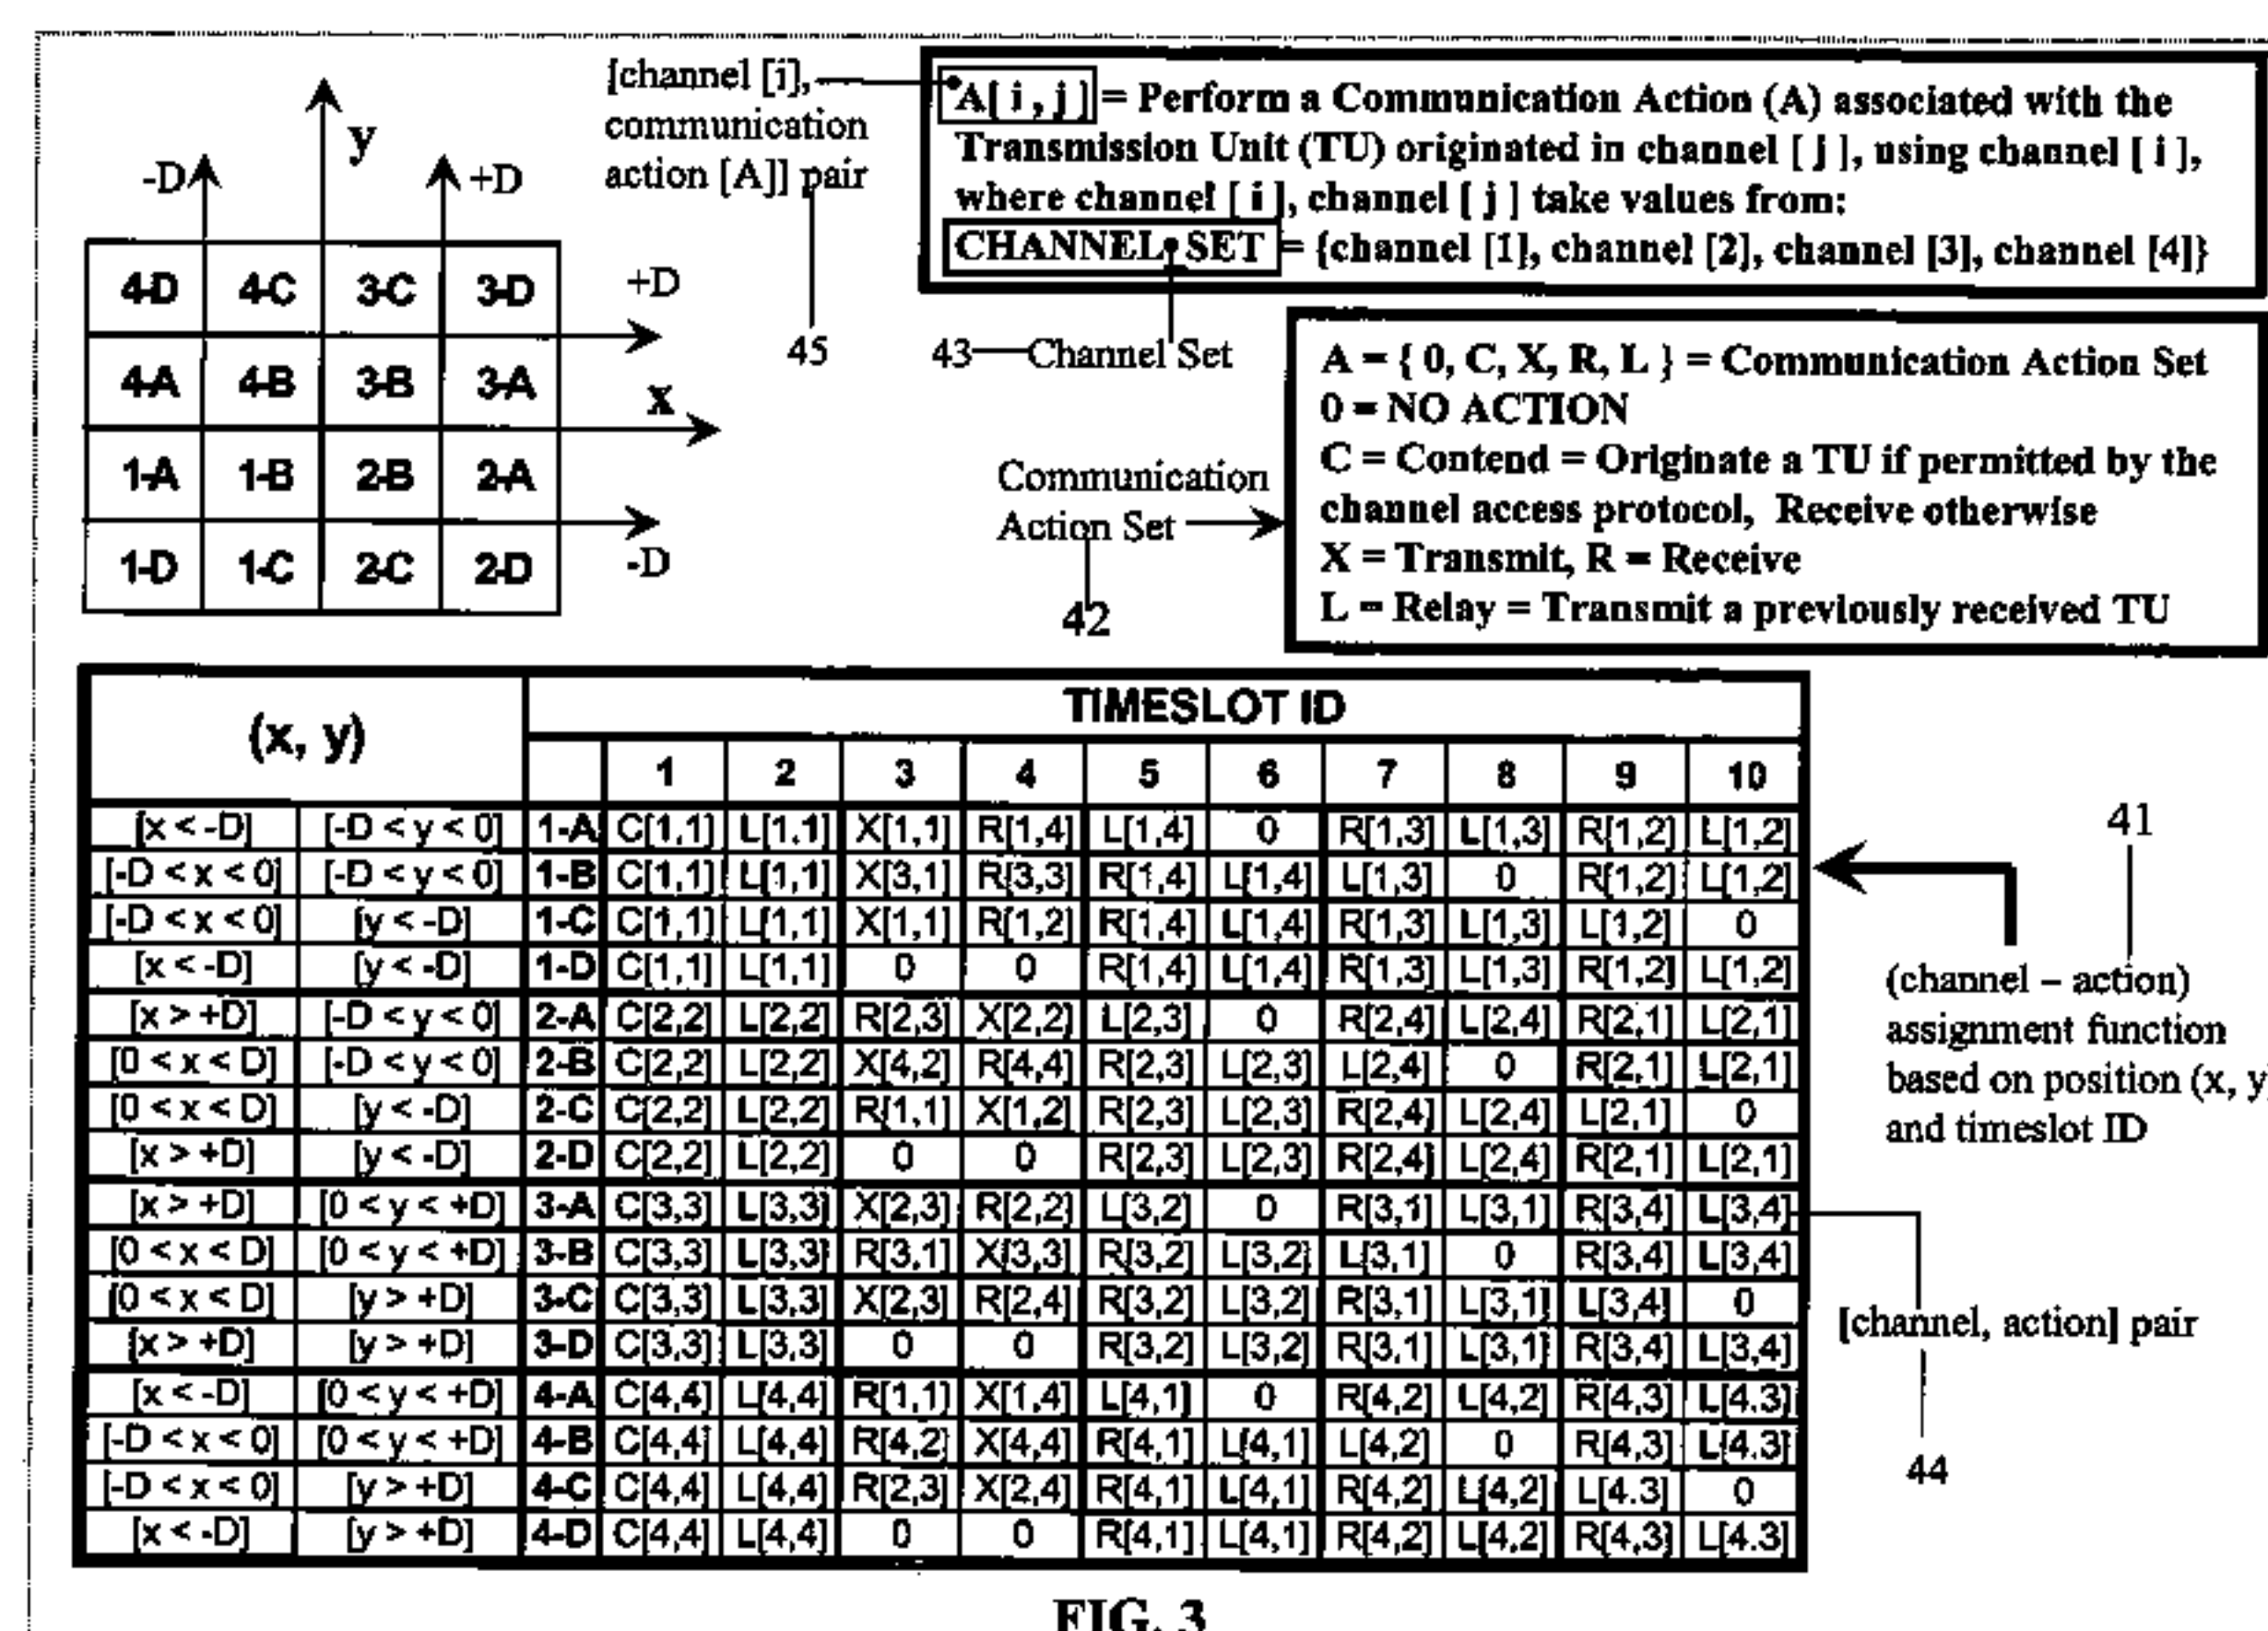 [channel [i],
communication
action [A]] pair
45
A[ i , j ] = Perform a Communication Action (A) associated with the
Transmission Unit (TU) originated in channel [ j ], using channel [ i ],
where channel [ i ], channel [ j ] take values from:
CHANNEL SET = {channel [1], channel [2], channel [3], channel [4]}
43 Channel Set
y
-D +D
4-D 4-C 3-C 3-D +D
4-A 4-B 3-B 3-A x
1-A 1-B 2-B 2-A
1-D 1-C 2-C 2-D -D
Communication
Action Set
42
A = { 0, C, X, R, L } = Communication Action Set
0 = NO ACTION
C = Contend = Originate a TU if permitted by the
channel access protocol, Receive otherwise
X = Transmit, R = Receive
L = Relay = Transmit a previously received TU
(x, y) TIMESLOT ID
1 2 3 4 5 6 7 8 9 10
[x < -D] [-D < y < 0] 1-A C[1,1] L[1,1] X[1,1] R[1,4] L[1,4] 0 R[1,3] L[1,3] R[1,2] L[1,2]
[-D < x < 0] [-D < y < 0] 1-B C[1,1] L[1,1] X[3,1] R[3,3] R[1,4] L[1,4] L[1,3] 0 R[1,2] L[1,2]
[-D < x < 0] [y < -D] 1-C C[1,1] L[1,1] X[1,1] R[1,2] R[1,4] L[1,4] R[1,3] L[1,3] L[1,2] 0
[x < -D] [y < -D] 1-D C[1,1] L[1,1] 0 0 R[1,4] L[1,4] R[1,3] L[1,3] R[1,2] L[1,2]
[x > +D] [-D < y < 0] 2-A C[2,2] L[2,2] R[2,3] X[2,2] L[2,3] 0 R[2,4] L[2,4] R[2,1] L[2,1]
[0 < x < D] [-D < y < 0] 2-B C[2,2] L[2,2] X[4,2] R[4,4] R[2,3] L[2,3] L[2,4] 0 R[2,1] L[2,1]
[0 < x < D] [y < -D] 2-C C[2,2] L[2,2] R[1,1] X[1,2] R[2,3] L[2,3] R[2,4] L[2,4] L[2,1] 0
[x > +D] [y < -D] 2-D C[2,2] L[2,2] 0 0 R[2,3] L[2,3] R[2,4] L[2,4] R[2,1] L[2,1]
[x > +D] [0 < y < +D] 3-A C[3,3] L[3,3] X[2,3] R[2,2] L[3,2] 0 R[3,1] L[3,1] R[3,4] L[3,4]
[0 < x < D] [0 < y < +D] 3-B C[3,3] L[3,3] R[3,1] X[3,3] R[3,2] L[3,2] L[3,1] 0 R[3,4] L[3,4]
[0 < x < D] [y > +D] 3-C C[3,3] L[3,3] X[2,3] R[2,4] R[3,2] L[3,2] R[3,1] L[3,1] L[3,4] 0
[x > +D] [y > +D] 3-D C[3,3] L[3,3] 0 0 R[3,2] L[3,2] R[3,1] L[3,1] R[3,4] L[3,4]
[x < -D] [0 < y < +D] 4-A C[4,4] L[4,4] R[1,1] X[1,4] L[4,1] 0 R[4,2] L[4,2] R[4,3] L[4.3]
[-D < x < 0] [0 < y < +D] 4-B C[4,4] L[4,4] R[4,2] X[4,4] R[4,1] L[4,1] L[4,2] 0 R[4,3] L[4.3]
[-D < x < 0] [y > +D] 4-C C[4,4] L[4,4] R[2,3] X[2,4] R[4,1] L[4,1] R[4,2] L[4,2] L[4.3] 0
[x < -D] [y > +D] 4-D C[4,4] L[4,4] 0 0 R[4,1] L[4,1] R[4,2] L[4,2] R[4,3] L[4.3]
41
(channel – action)
assignment function
based on position (x, y)
and timeslot ID
[channel, action] pair
44
FIG. 3